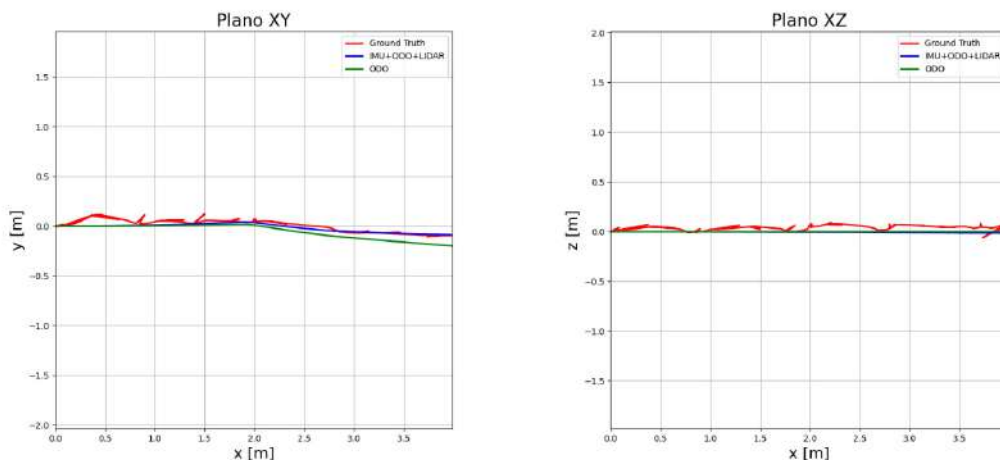 Plano XY
Ground Truth
IMU+ODO+LIDAR
ODO
1.5
1.0
0.5
0.0
−0.5
−1.0
−1.5
−2.0
y [m]
0.0 0.5 1.0 1.5 2.0 2.5 3.0 3.5
x [m]
Plano XZ
Ground Truth
IMU+ODO+LIDAR
ODO
2.0
1.5
1.0
0.5
0.0
−0.5
−1.0
−1.5
z [m]
0.0 0.5 1.0 1.5 2.0 2.5 3.0 3.5
x [m]